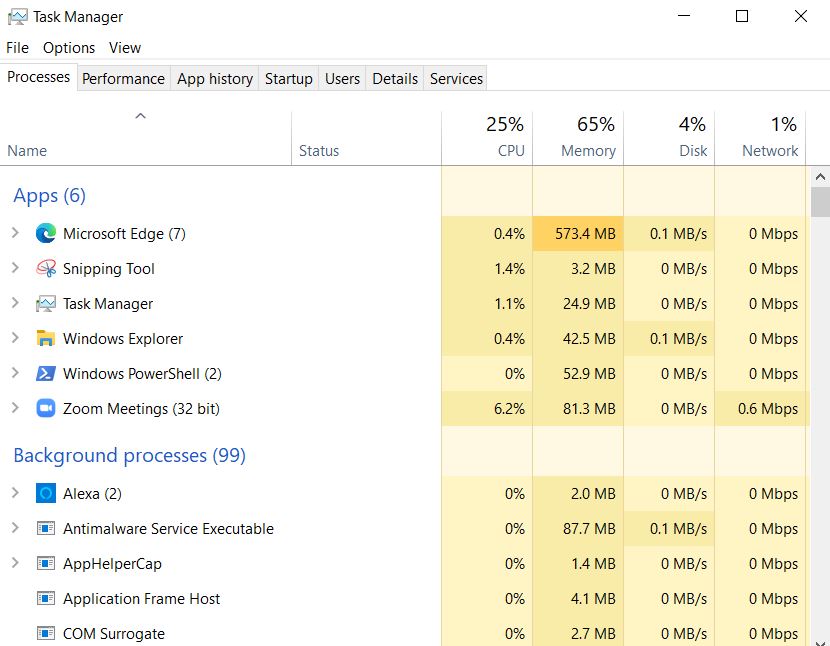 Task Manager
File Options View
Processes Performance App history Startup Users Details Services
25% 65% 4% 1%
Name Status CPU Memory Disk Network
Apps (6)
Microsoft Edge (7) 0.4% 573.4 MB 0.1 MB/s 0 Mbps
Snipping Tool 1.4% 3.2 MB 0 MB/s 0 Mbps
Task Manager 1.1% 24.9 MB 0 MB/s 0 Mbps
Windows Explorer 0.4% 42.5 MB 0.1 MB/s 0 Mbps
Windows PowerShell (2) 0% 52.9 MB 0 MB/s 0 Mbps
Zoom Meetings (32 bit) 6.2% 81.3 MB 0 MB/s 0.6 Mbps
Background processes (99)
Alexa (2) 0% 2.0 MB 0 MB/s 0 Mbps
Antimalware Service Executable 0% 87.7 MB 0.1 MB/s 0 Mbps
AppHelperCap 0% 1.4 MB 0 MB/s 0 Mbps
Application Frame Host 0% 4.1 MB 0 MB/s 0 Mbps
COM Surrogate 0% 2.7 MB 0 MB/s 0 Mbps